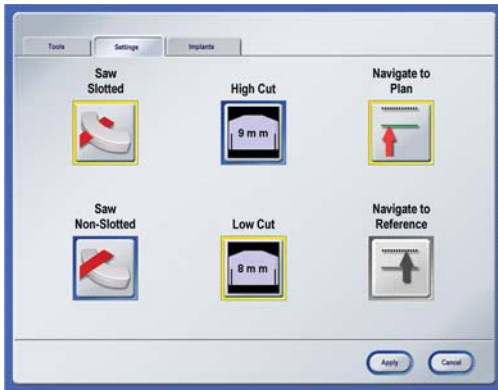 Tools
Settings
Implants
Saw
Slotted
High Cut
Navigate to
Plan
9 mm
Saw
Non-Slotted
Low Cut
Navigate to
Reference
8 mm
Apply
Cancel